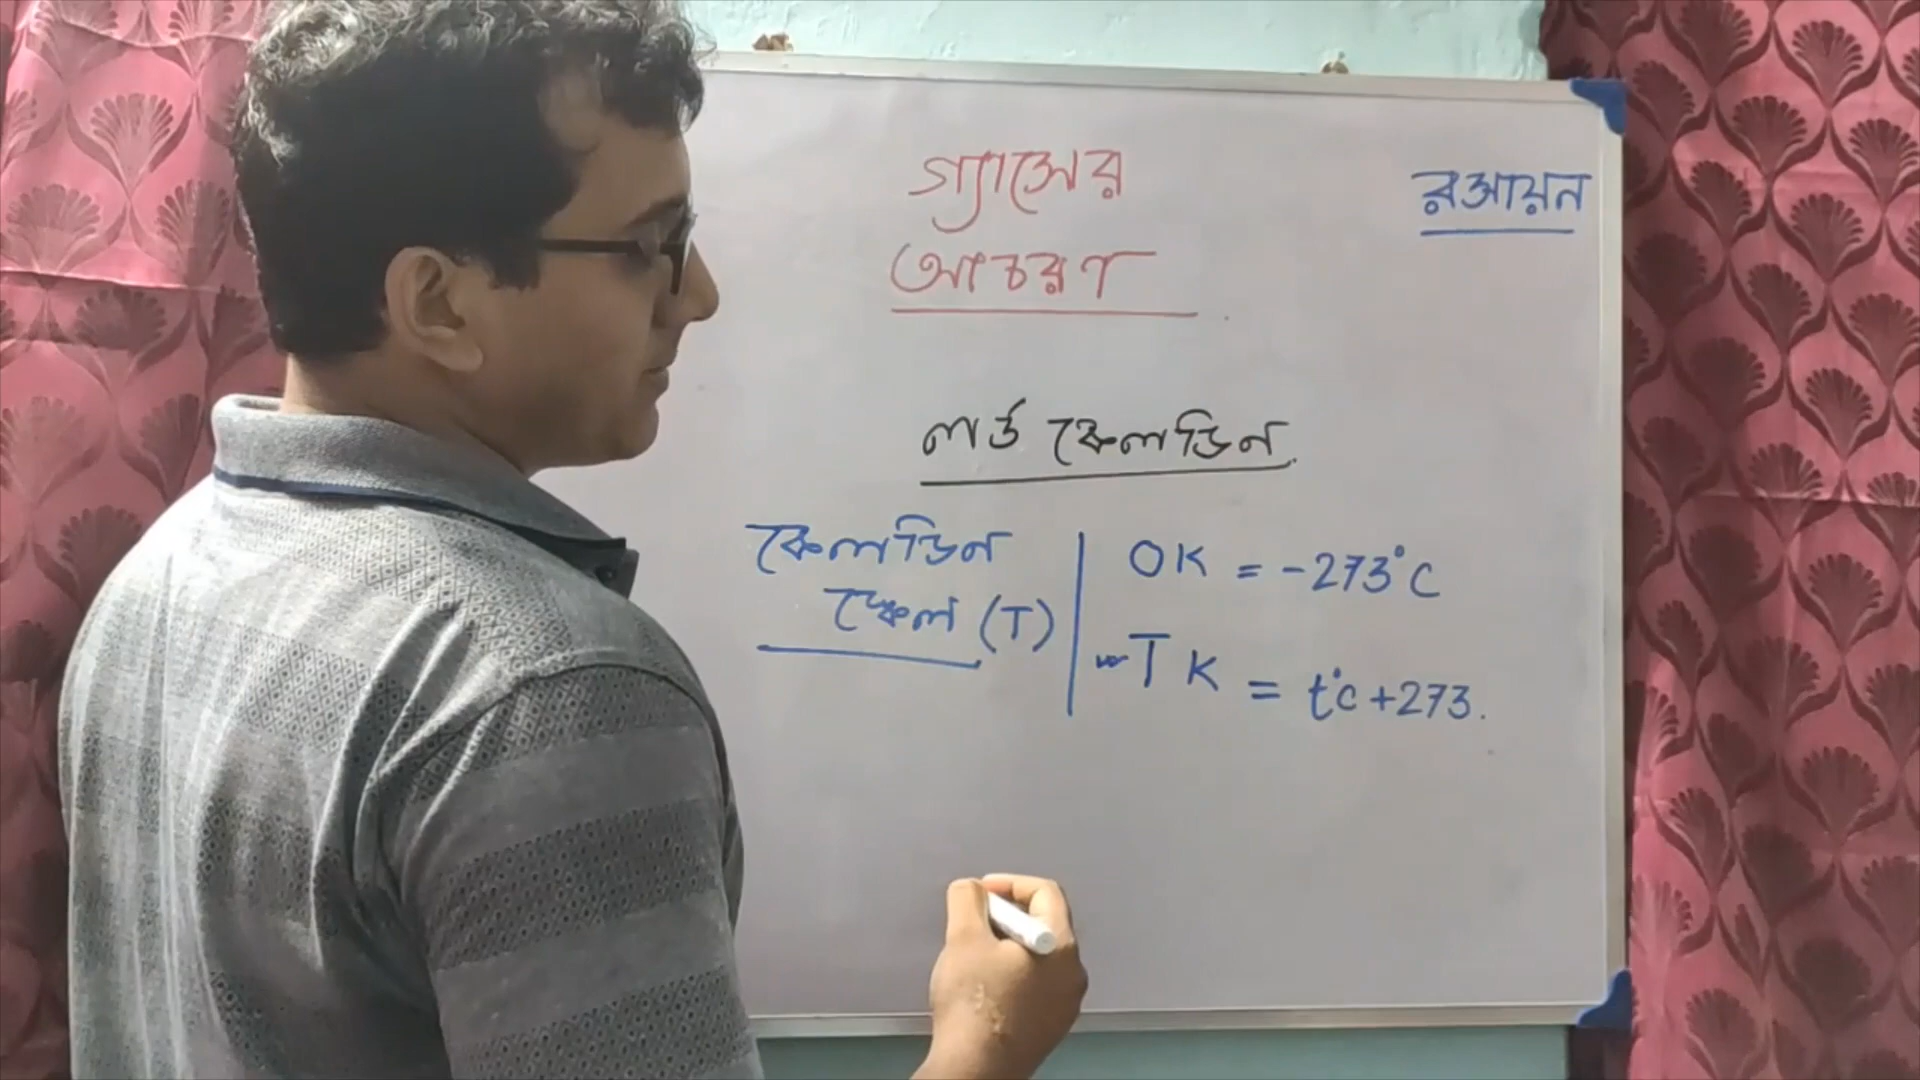 গ্যাসের
আচরণ
রসায়ন
লর্ড কেলভিন
কেলভিন
স্কেল (T)
0K = -273°C
T K = t°C +273.